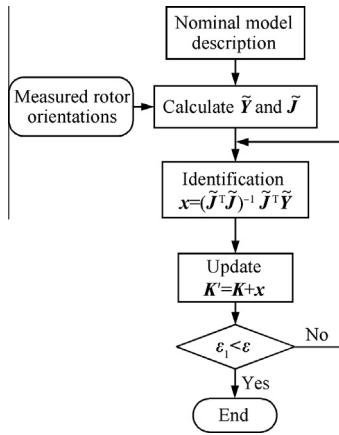 Nominal model
description
Measured rotor
orientations
Calculate Ỹ and J̃
Identification
x=(J̃ᵀJ̃)⁻¹ J̃ᵀỸ
Update
K'=K+x
ε₁<ε
No
Yes
End